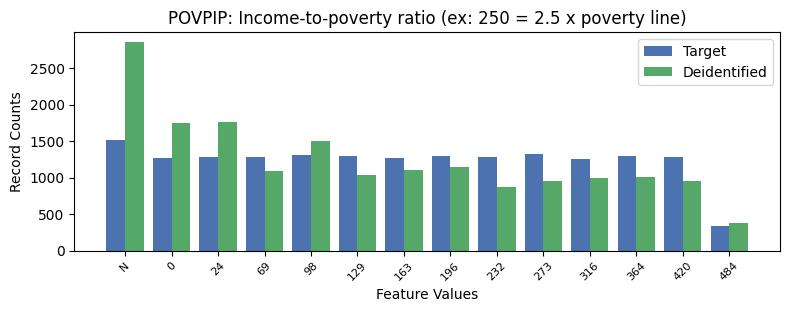 POVPIP: Income-to-poverty ratio (ex: 250 = 2.5 x poverty line)
Target
Deidentified
Record Counts
2500
2000
1500
1000
500
0
N 0 24 69 98 129 163 196 232 273 316 364 420 484
Feature Values